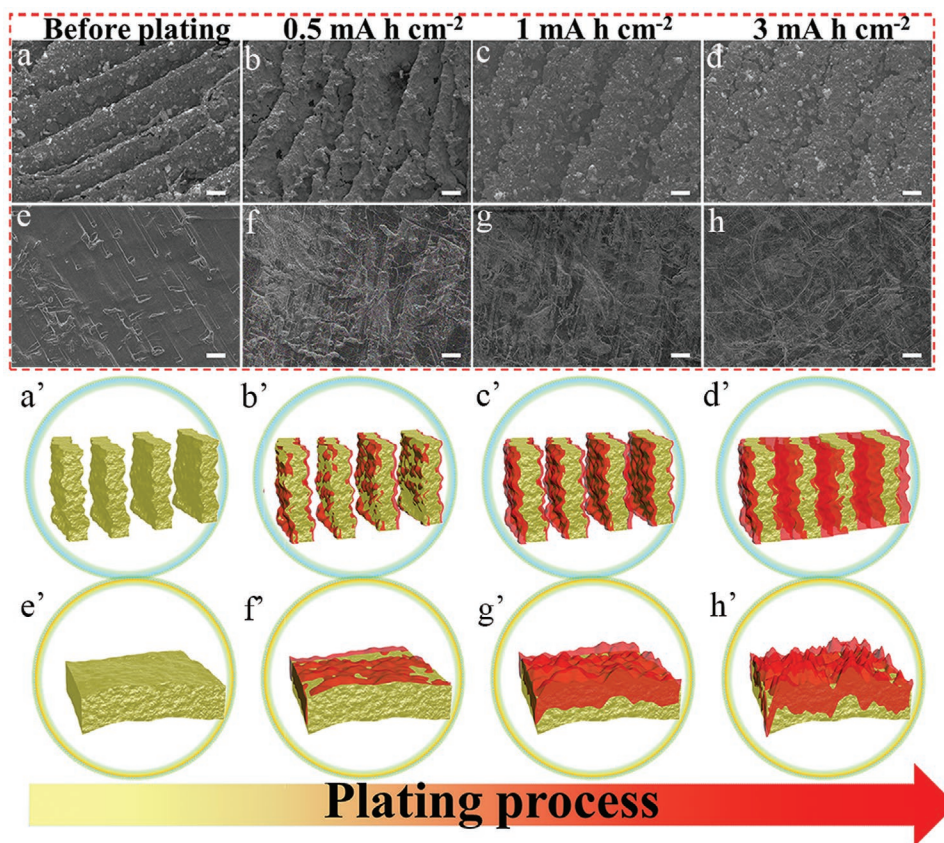 Before plating 0.5 mA h cm⁻² 1 mA h cm⁻² 3 mA h cm⁻²
a b c d
e f g h
a’ b’ c’ d’
e’ f’ g’ h’
Plating process